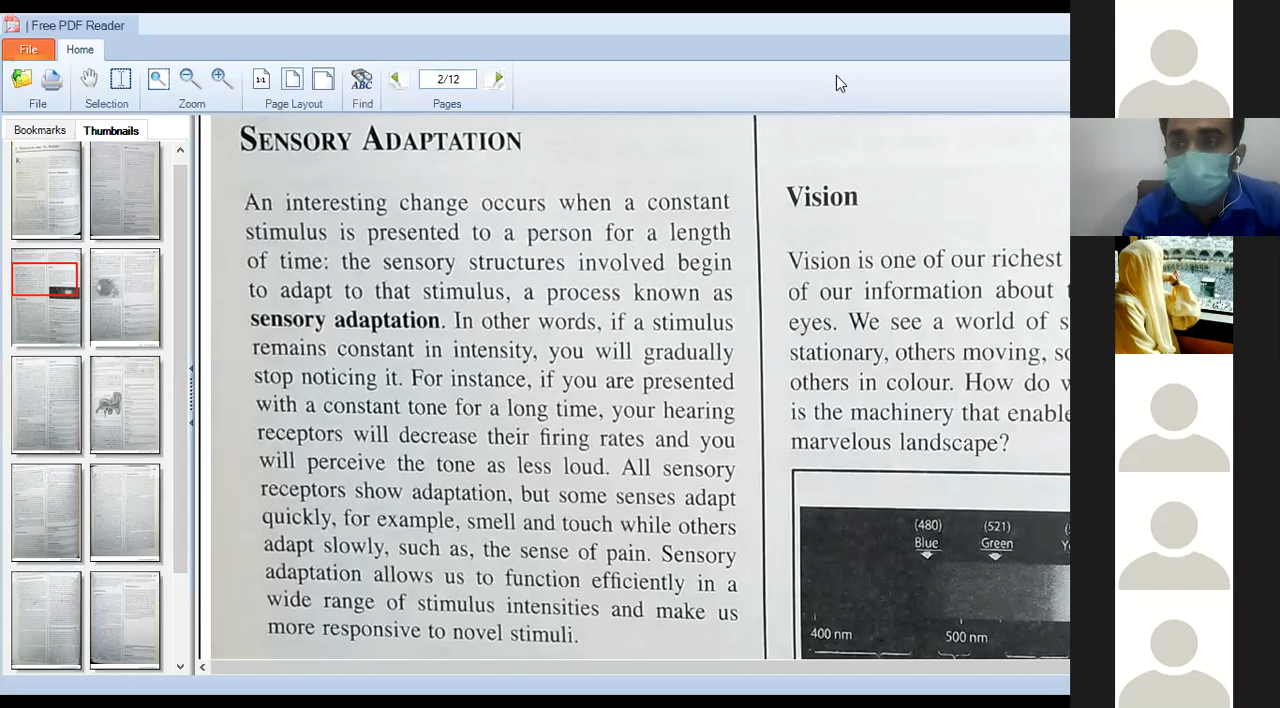 | Free PDF Reader
File
Home
1:1
ABC
2/12
File
Selection
Zoom
Page Layout
Find
Pages
Bookmarks
Thumbnails
SENSORY ADAPTATION
An interesting change occurs when a constant
stimulus is presented to a person for a length
of time: the sensory structures involved begin
to adapt to that stimulus, a process known as
sensory adaptation. In other words, if a stimulus
remains constant in intensity, you will gradually
stop noticing it. For instance, if you are presented
with a constant tone for a long time, your hearing
receptors will decrease their firing rates and you
will perceive the tone as less loud. All sensory
receptors show adaptation, but some senses adapt
quickly, for example, smell and touch while others
adapt slowly, such as, the sense of pain. Sensory
adaptation allows us to function efficiently in a
wide range of stimulus intensities and make us
more responsive to novel stimuli.
Vision
Vision is one of our richest
of our information about
eyes. We see a world of
stationary, others moving,
others in colour. How do
is the machinery that
marvelous landscape?
(480)
Blue
(521)
Green
400 nm
500 nm